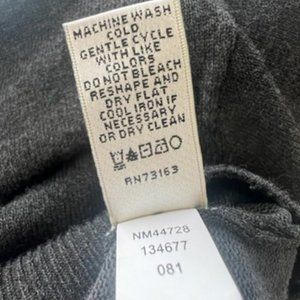 MACHINE WASH
COLD
GENTLE CYCLE
WITH LIKE
COLORS
DO NOT BLEACH
RESHAPE AND
DRY FLAT
COOL IRON IF
NECESSARY
OR DRY CLEAN
RN73163
NM44728
134677
081